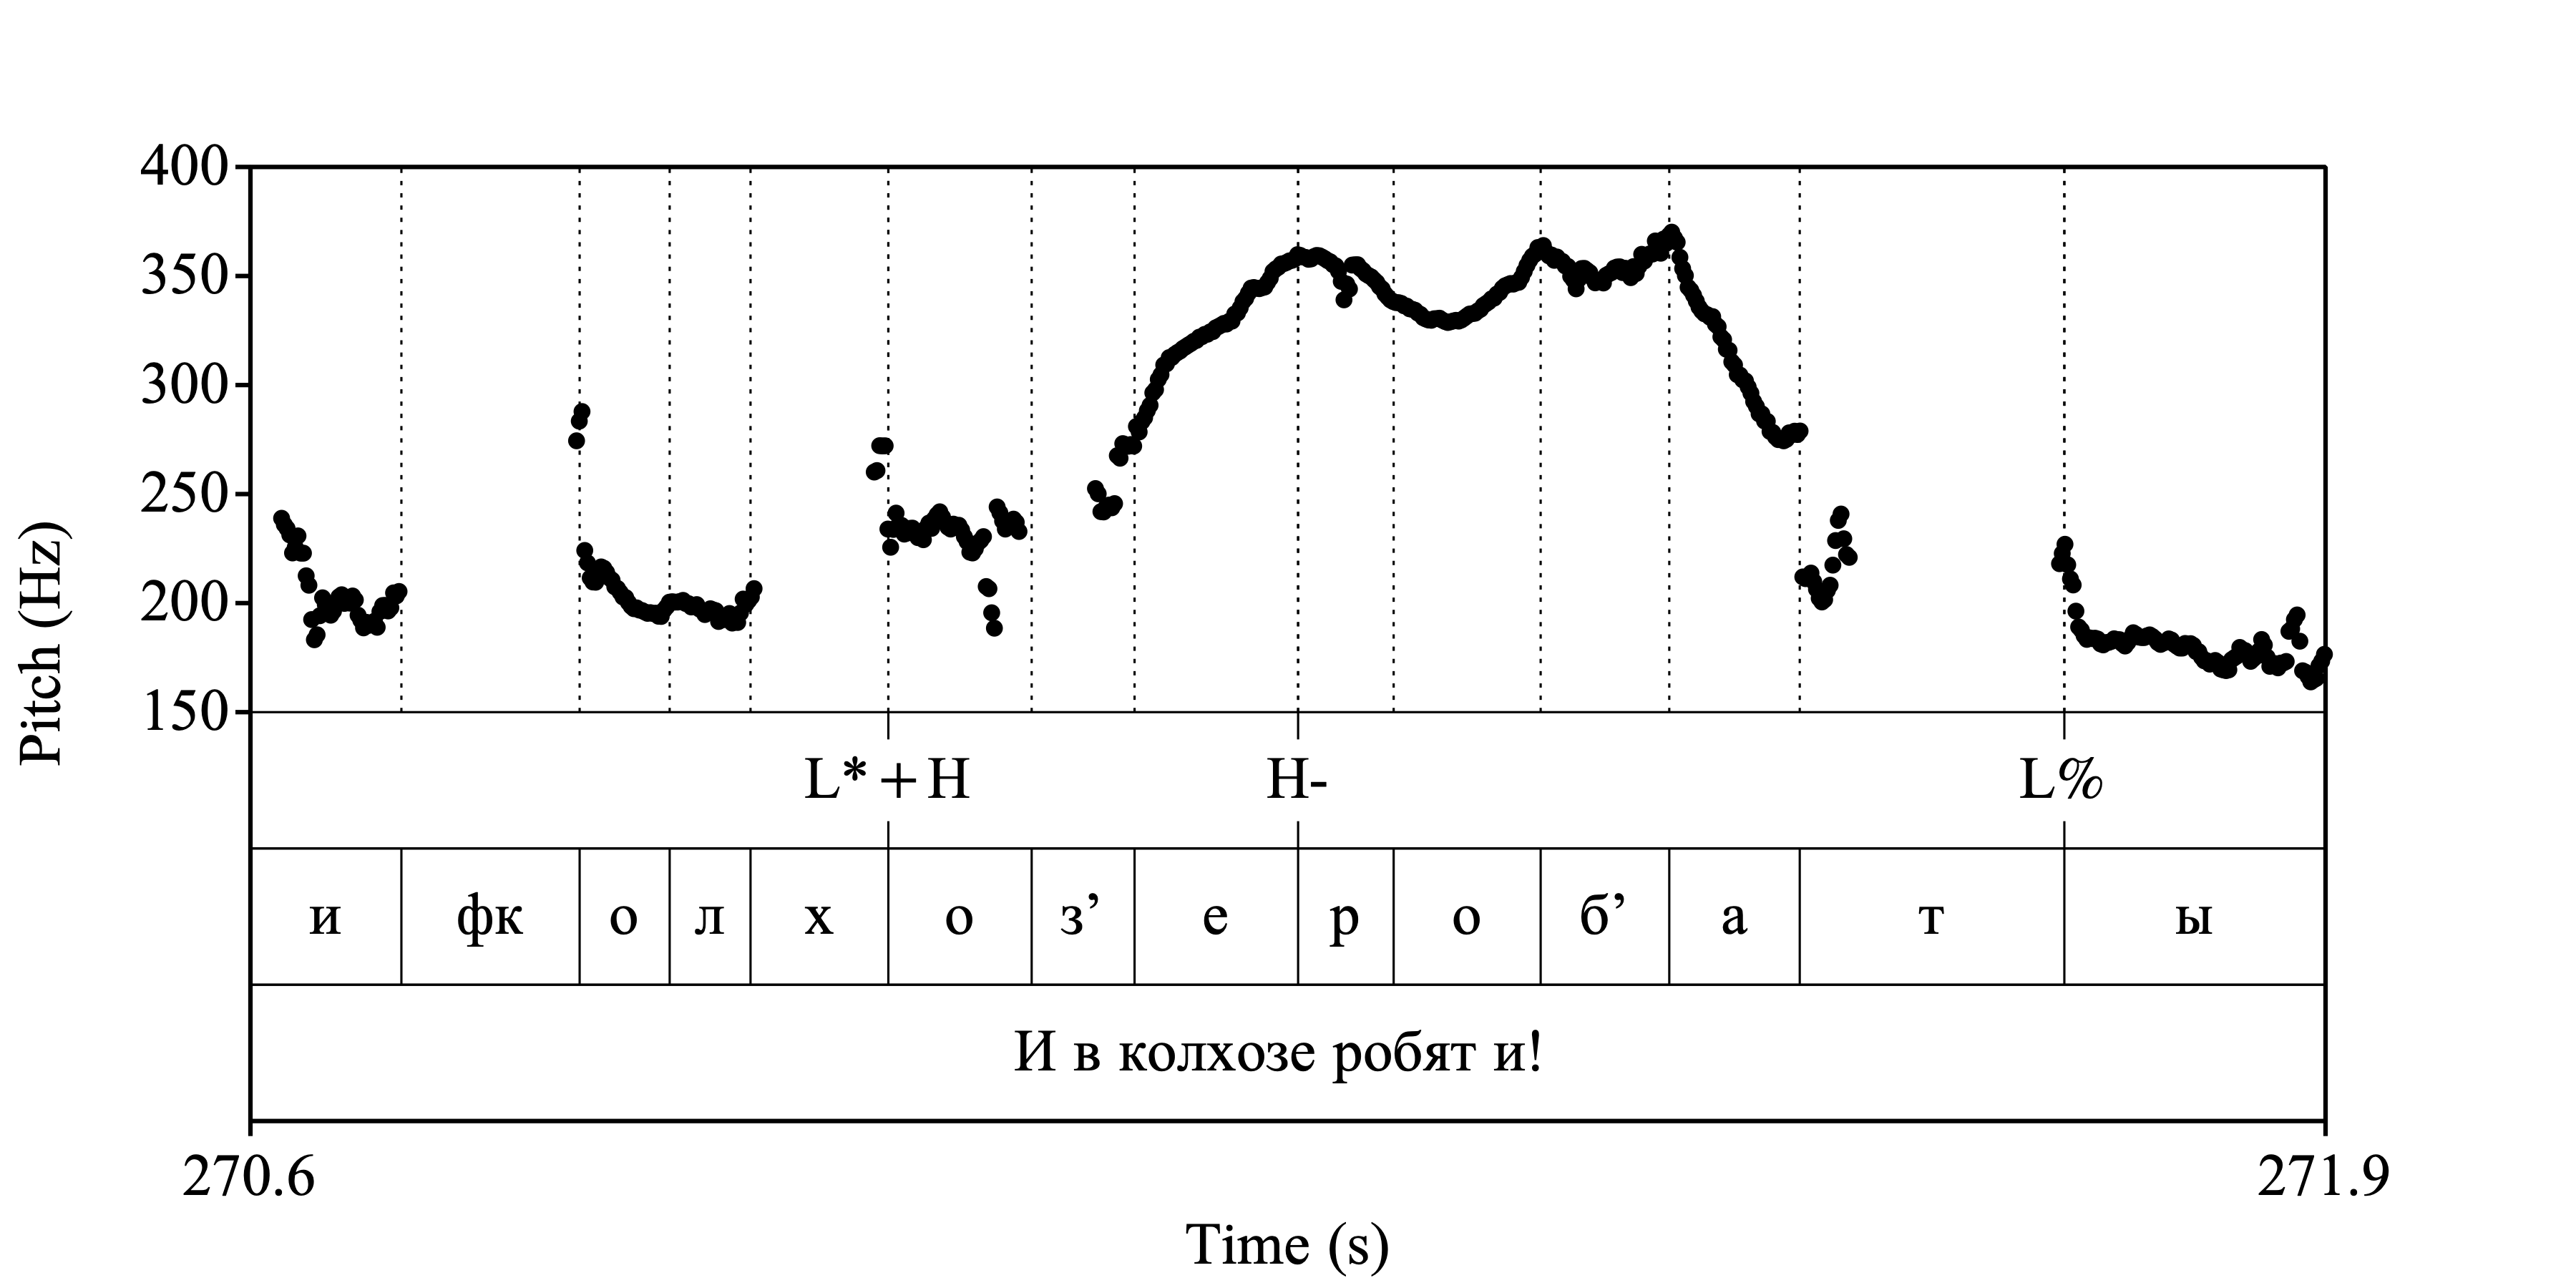 400
350
300
250
200
150
Pitch (Hz)
L*+H H- L%
и фк о л х о з’ е р о б’ а т ы
И в колхозе робят и!
270.6 271.9
Time (s)